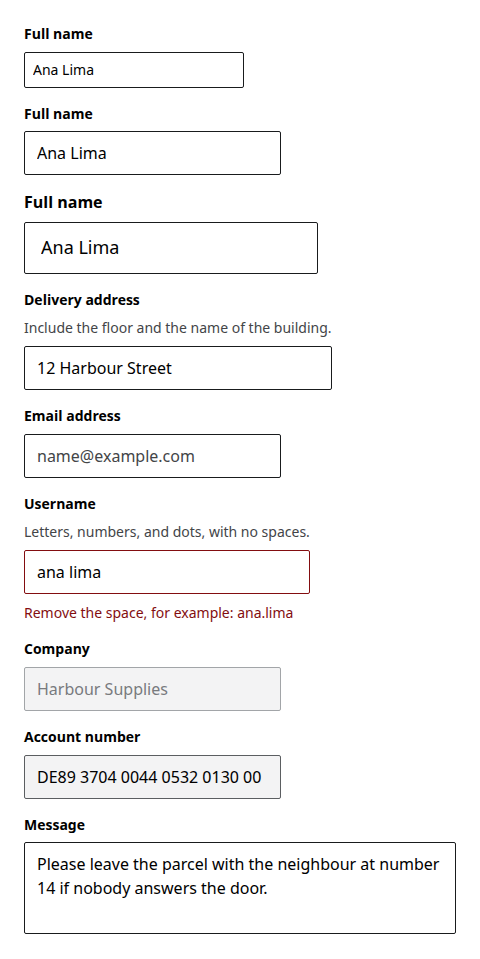 Full name
Ana Lima
Full name
Ana Lima
Full name
Ana Lima
Delivery address
Include the floor and the name of the building.
12 Harbour Street
Email address
name@example.com
Username
Letters, numbers, and dots, with no spaces.
ana lima
Remove the space, for example: ana.lima
Company
Harbour Supplies
Account number
DE89 3704 0044 0532 0130 00
Message
Please leave the parcel with the neighbour at number
14 if nobody answers the door.